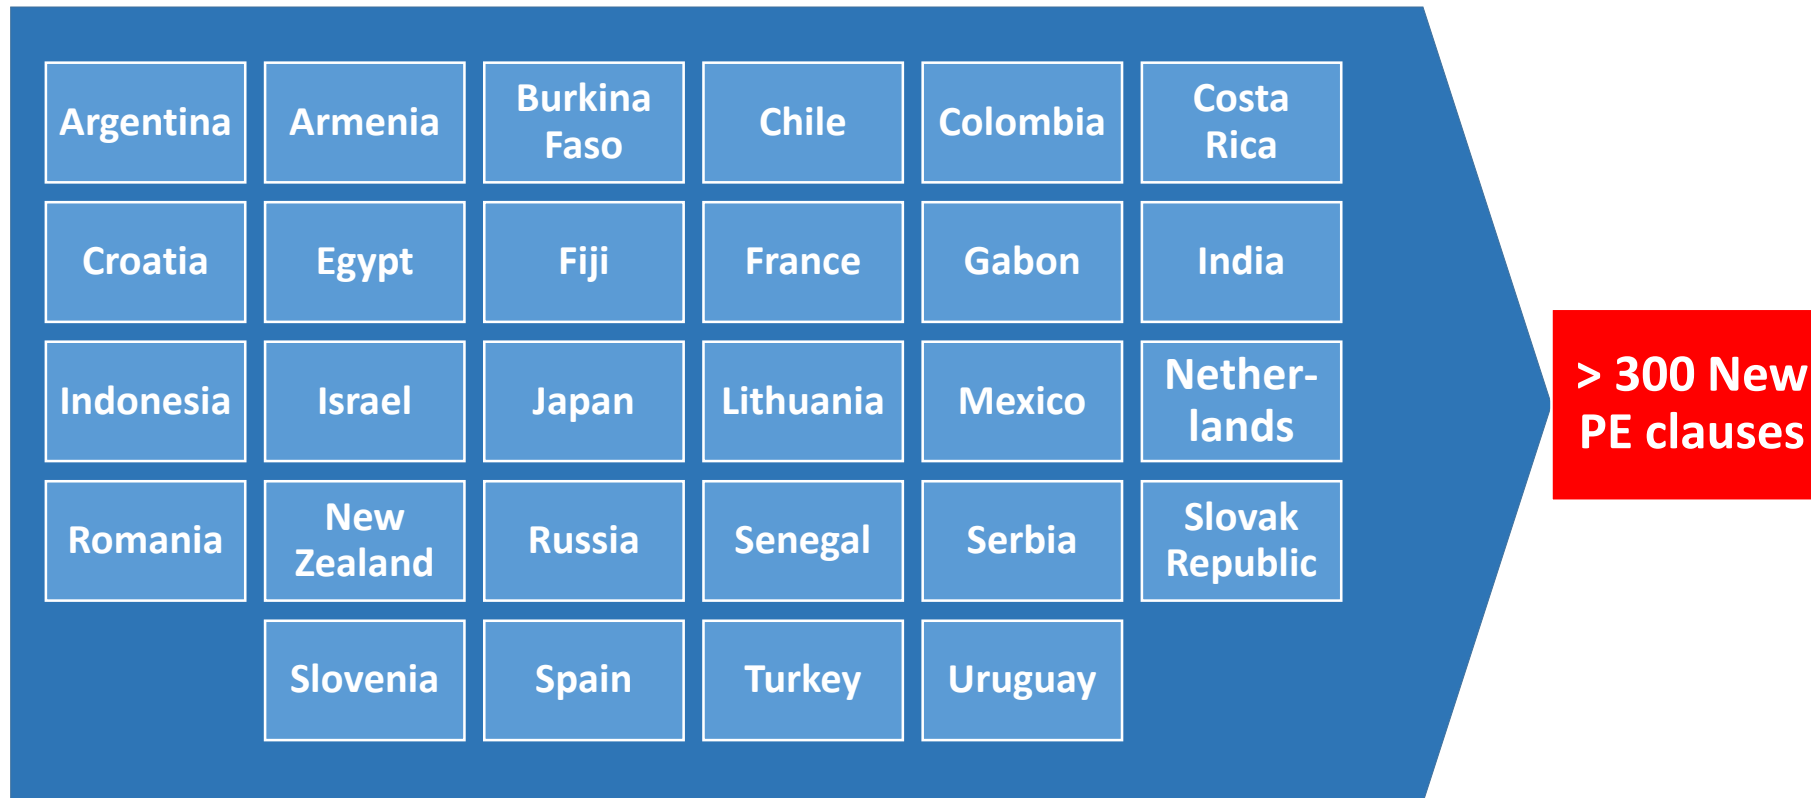 Argentina
Armenia
Burkina
Faso
Chile
Colombia
Costa
Rica
Croatia
Egypt
Fiji
France
Gabon
India
Indonesia
Israel
Japan
Lithuania
Mexico
Nether-
lands
Romania
New
Zealand
Russia
Senegal
Serbia
Slovak
Republic
Slovenia
Spain
Turkey
Uruguay
> 300 New
PE clauses